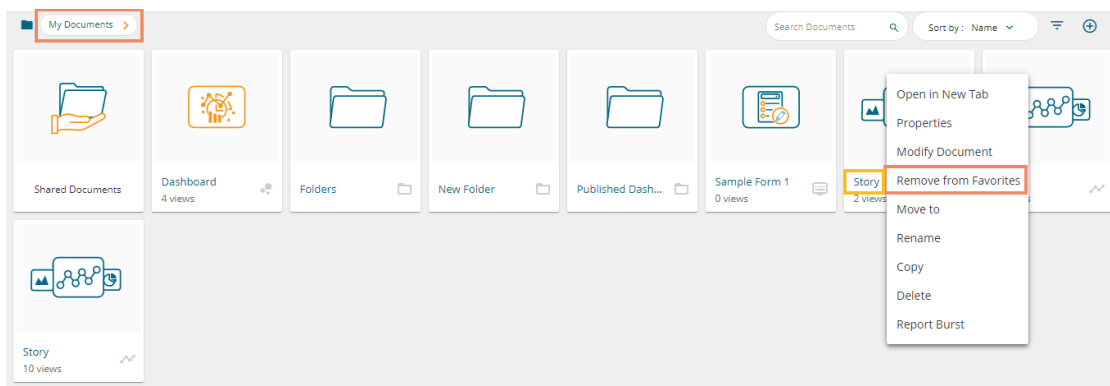 My Documents
Search Documents
Sort by : Name
Shared Documents
Dashboard
4 views
Folders
New Folder
Published Dash...
Sample Form 1
0 views
Story
2 views
Open in New Tab
Properties
Modify Document
Remove from Favorites
Move to
Rename
Copy
Delete
Report Burst
Story
10 views